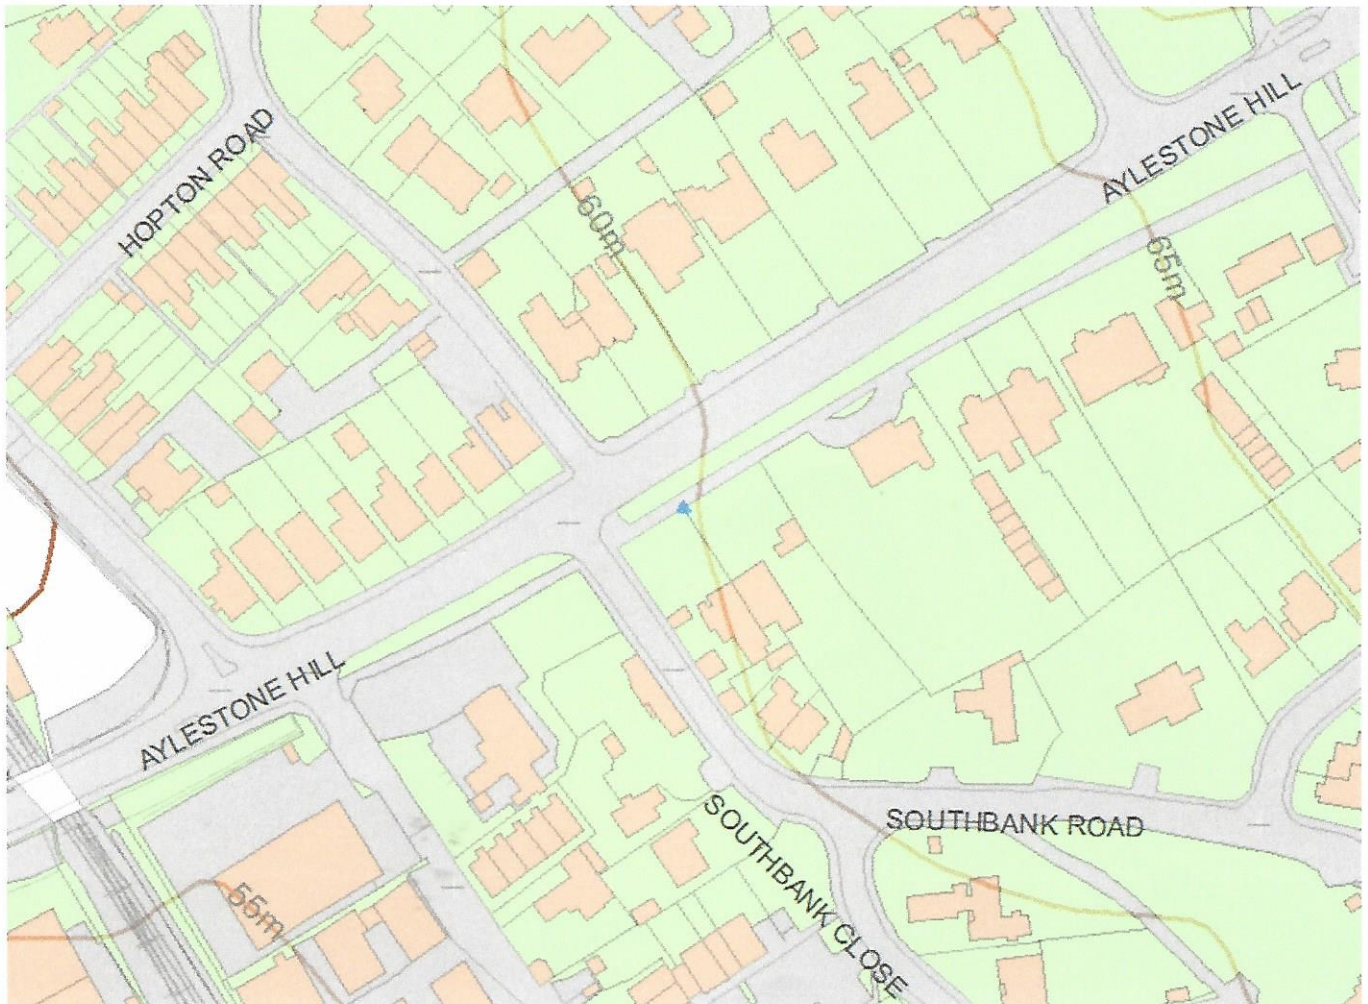 AYLESTONE HILL
HOPTON ROAD
60m
65m
AYLESTONE HILL
SOUTHBANK ROAD
SOUTHBANK CLOSE
55m